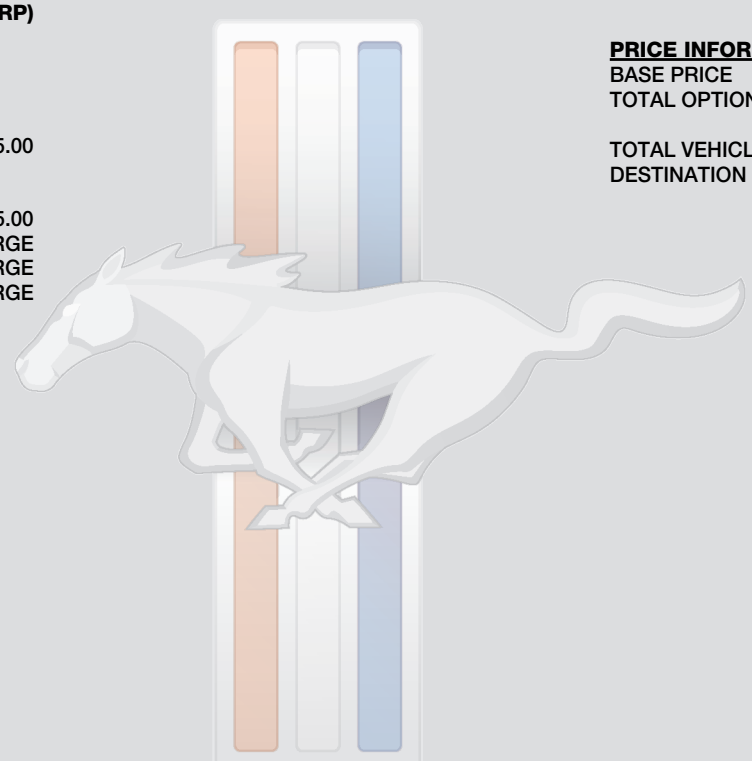 RP)
5.00
5.00
RGE
RGE
RGE
PRICE INFOR
BASE PRICE
TOTAL OPTION
TOTAL VEHICL
DESTINATION